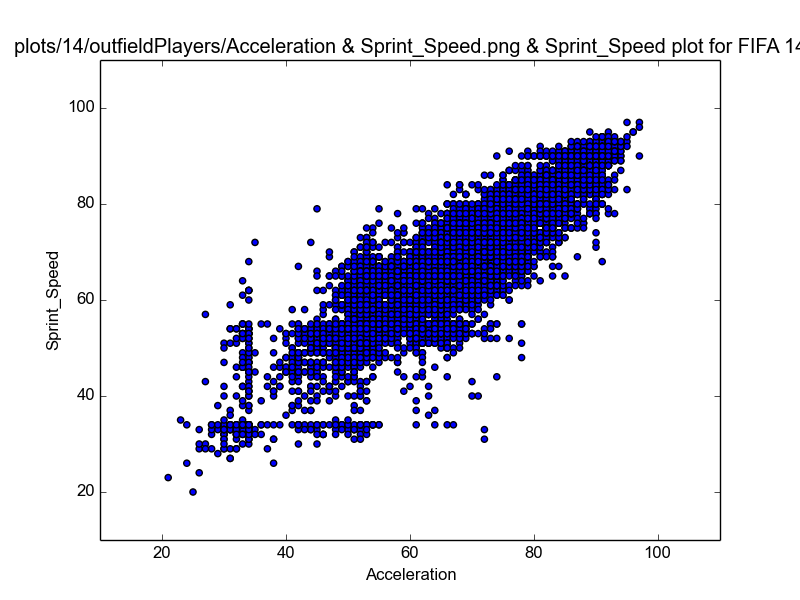 plots/14/outfieldPlayers/Acceleration & Sprint_Speed.png & Sprint_Speed plot for FIFA 14
100
80
60
40
20
Sprint_Speed
20 40 60 80 100
Acceleration